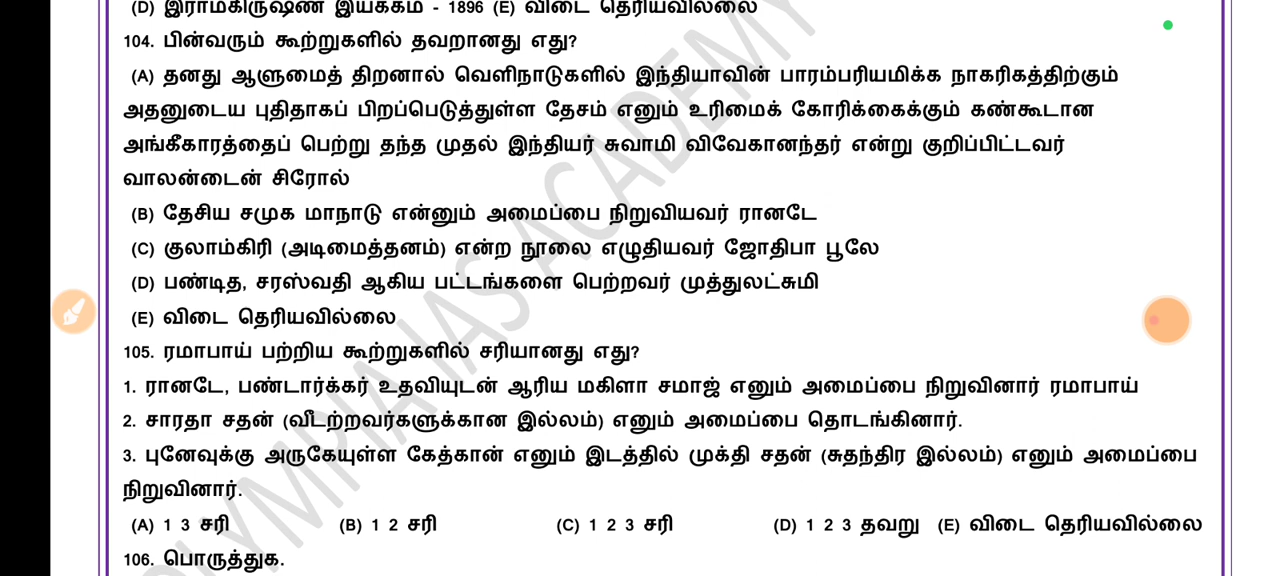 (D) இராமகிருஷ்ண இயக்கம் - 1896 (E) விடை தெரியவில்லை
104. பின்வரும் கூற்றுகளில் தவறானது எது?
(A) தனது ஆளுமைத் திறனால் வெளிநாடுகளில் இந்தியாவின் பாரம்பரியமிக்க நாகரிகத்திற்கும்
அதனுடைய புதிதாகப் பிறப்பெடுத்துள்ள தேசம் எனும் உரிமைக் கோரிக்கைக்கும் கண்கூடான
அங்கீகாரத்தைப் பெற்று தந்த முதல் இந்தியர் சுவாமி விவேகானந்தர் என்று குறிப்பிட்டவர்
வாலன்டைன் சிரோல்
(B) தேசிய சமுக மாநாடு என்னும் அமைப்பை நிறுவியவர் ரானடே
(C) குலாம்கிரி (அடிமைத்தனம்) என்ற நூலை எழுதியவர் ஜோதிபா பூலே
(D) பண்டித, சரஸ்வதி ஆகிய பட்டங்களை பெற்றவர் முத்துலட்சுமி
(E) விடை தெரியவில்லை
105. ரமாபாய் பற்றிய கூற்றுகளில் சரியானது எது?
1. ரானடே, பண்டார்க்கர் உதவியுடன் ஆரிய மகிளா சமாஜ் எனும் அமைப்பை நிறுவினார் ரமாபாய்
2. சாரதா சதன் (வீடற்றவர்களுக்கான இல்லம்) எனும் அமைப்பை தொடங்கினார்.
3. புனேவுக்கு அருகேயுள்ள கேத்கான் எனும் இடத்தில் முக்தி சதன் (சுதந்திர இல்லம்) எனும் அமைப்பை
நிறுவினார்.
(A) 1 3 சரி (B) 1 2 சரி (C) 1 2 3 சரி (D) 1 2 3 தவறு (E) விடை தெரியவில்லை
106. பொருத்துக.
OLYMPIA IAS ACADEMY